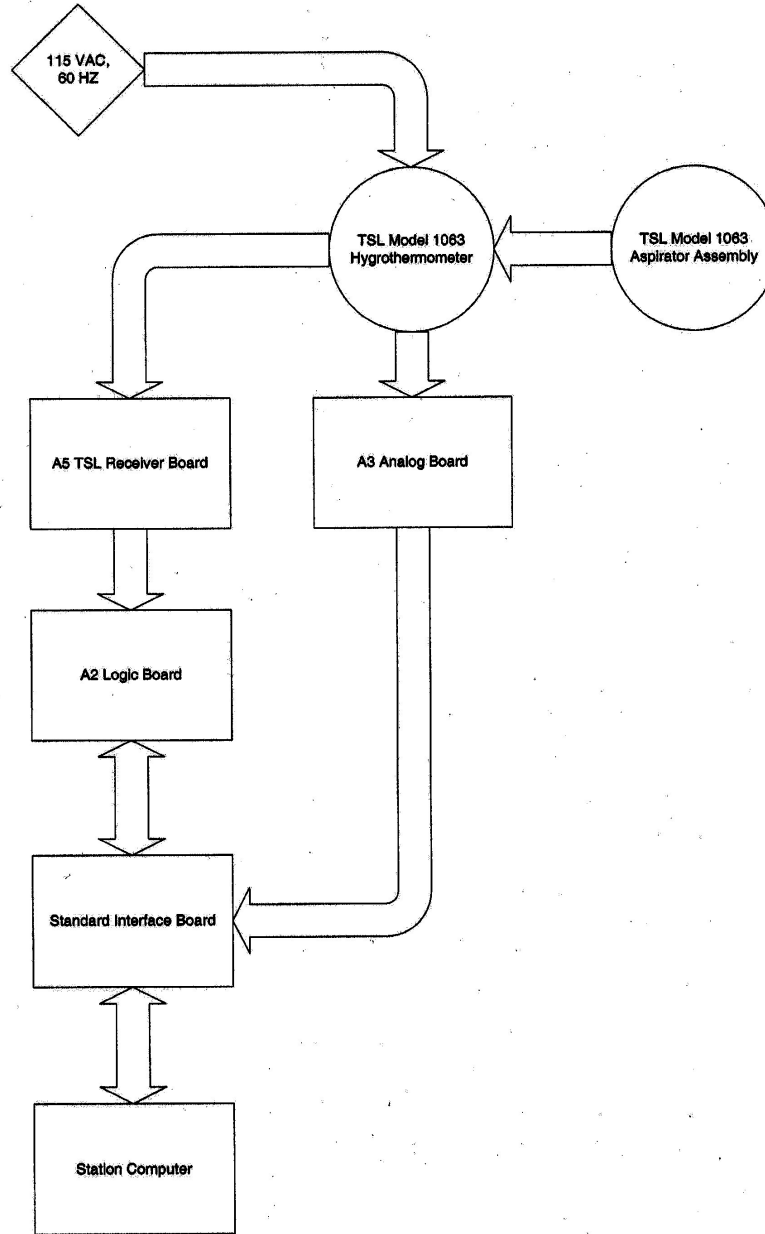 115 VAC,
60 HZ
TSL Model 1063
Hygrothermometer
TSL Model 1063
Aspirator Assembly
A5 TSL Receiver Board
A3 Analog Board
A2 Logic Board
Standard Interface Board
Station Computer